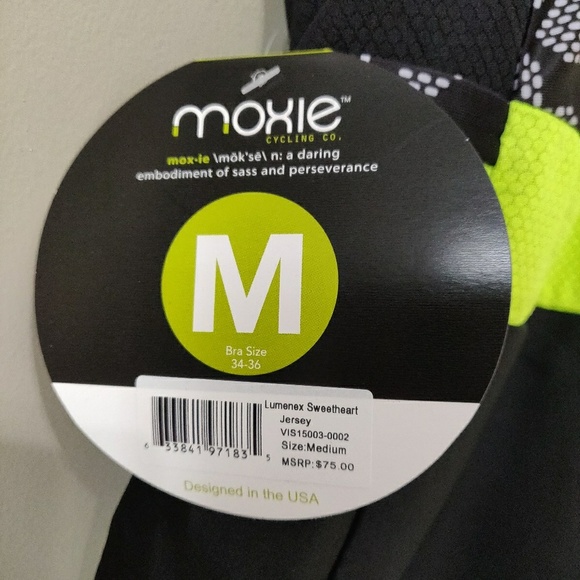 moxie™
CYCLING CO.
mox•ie \mŏk'sē\ n: a daring
embodiment of sass and perseverance
M
Bra Size
34-36
Lumenex Sweetheart
Jersey
VIS15003-0002
Size:Medium
MSRP:$75.00
6 33841 97183 5
Designed in the USA